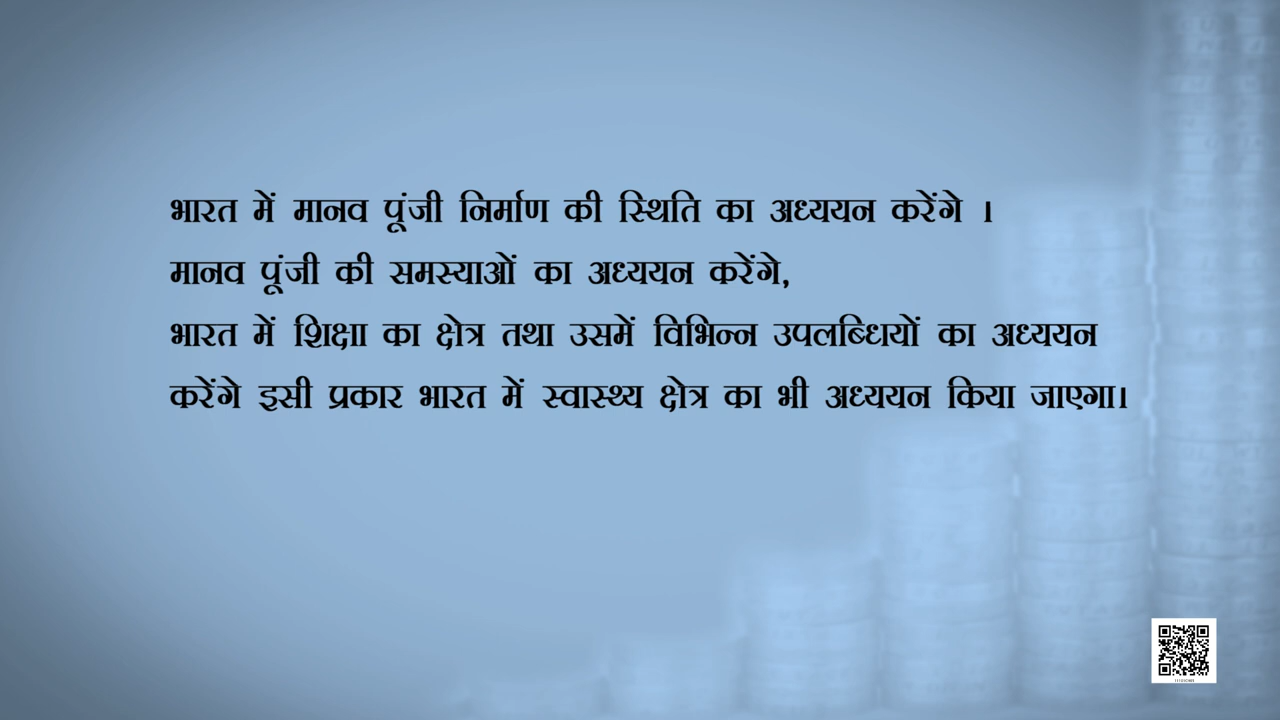 भारत में मानव पूंजी निर्माण की स्थिति का अध्ययन करेंगे ।
मानव पूंजी की समस्याओं का अध्ययन करेंगे,
भारत में शिक्षा का क्षेत्र तथा उसमें विभिन्न उपलब्धियों का अध्ययन
करेंगे इसी प्रकार भारत में स्वास्थ्य क्षेत्र का भी अध्ययन किया जाएगा।